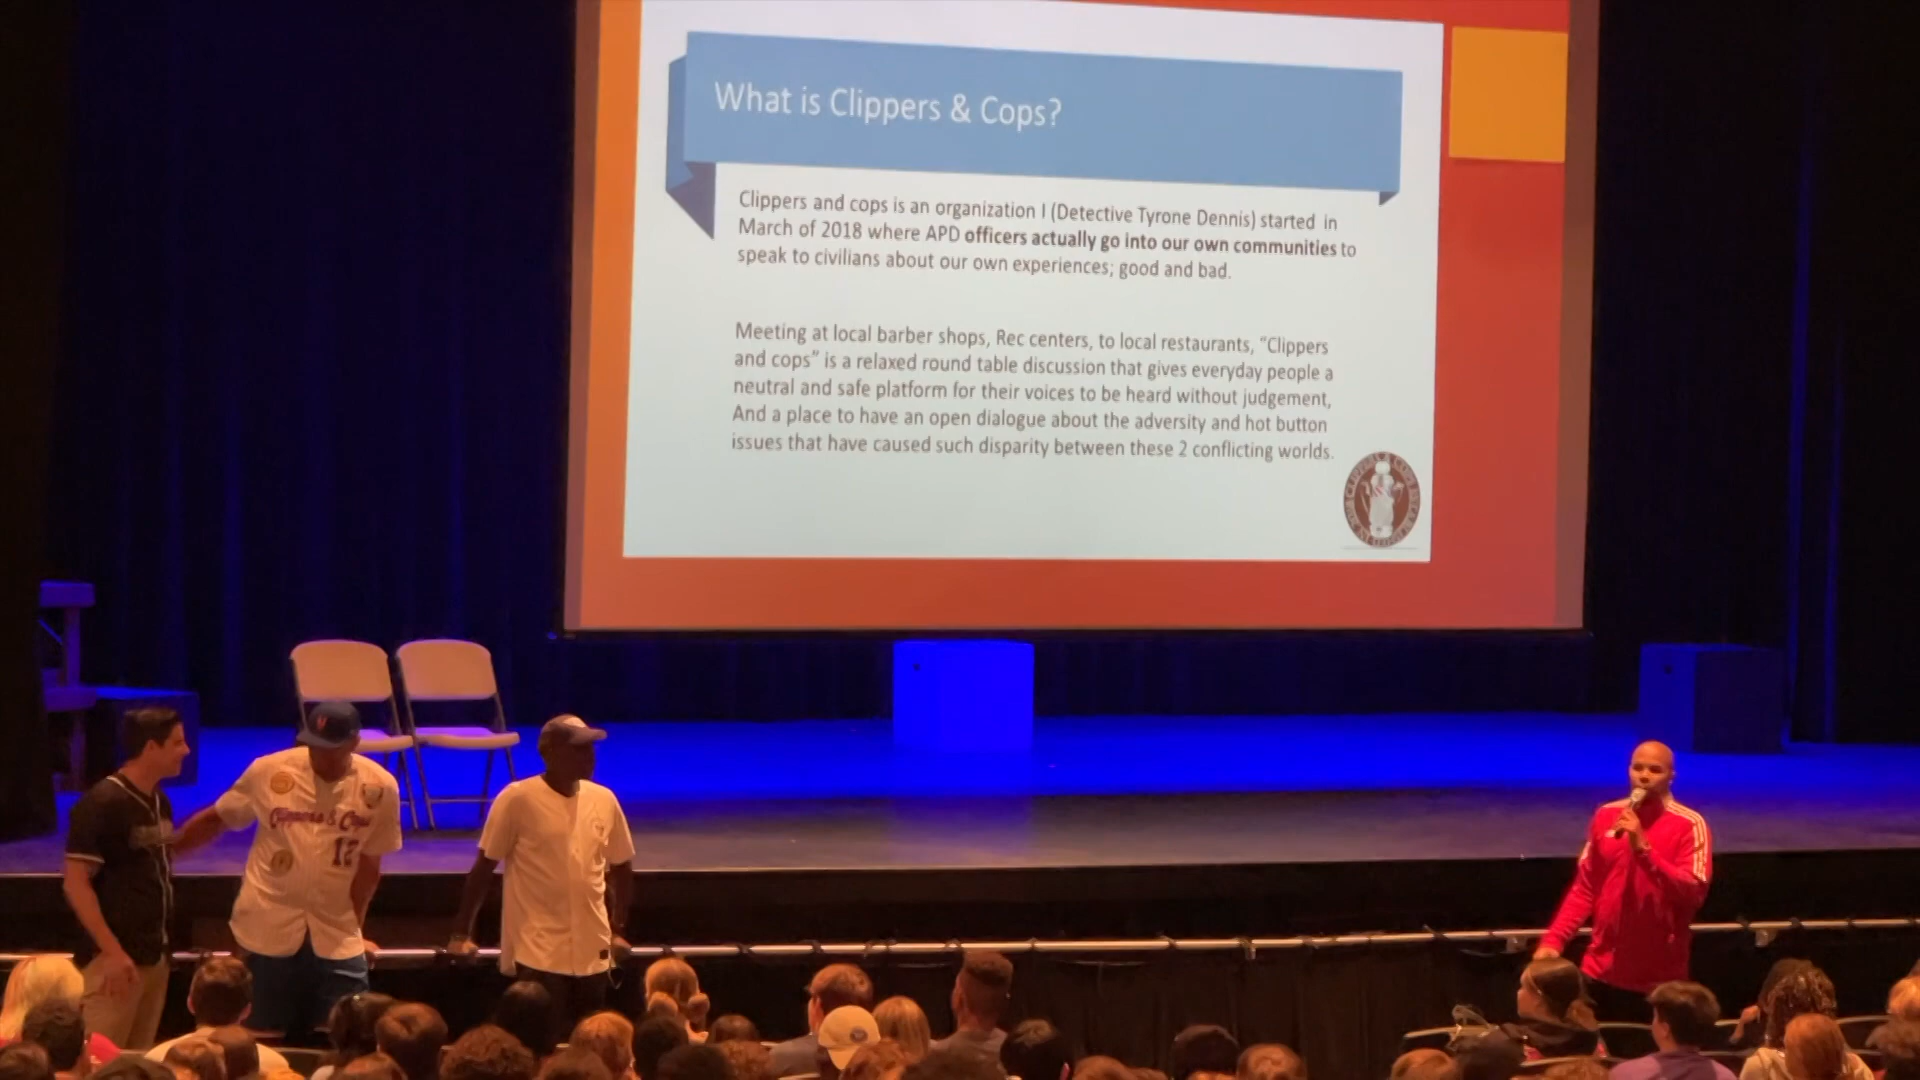 What is Clippers & Cops?
Clippers and cops is an organization I (Detective Tyrone Dennis) started in
March of 2018 where APD officers actually go into our own communities to
speak to civilians about our own experiences; good and bad.
Meeting at local barber shops, Rec centers, to local restaurants, “Clippers
and cops” is a relaxed round table discussion that gives everyday people a
neutral and safe platform for their voices to be heard without judgement,
And a place to have an open dialogue about the adversity and hot button
issues that have caused such disparity between these 2 conflicting worlds.
Clippers & Cops
12